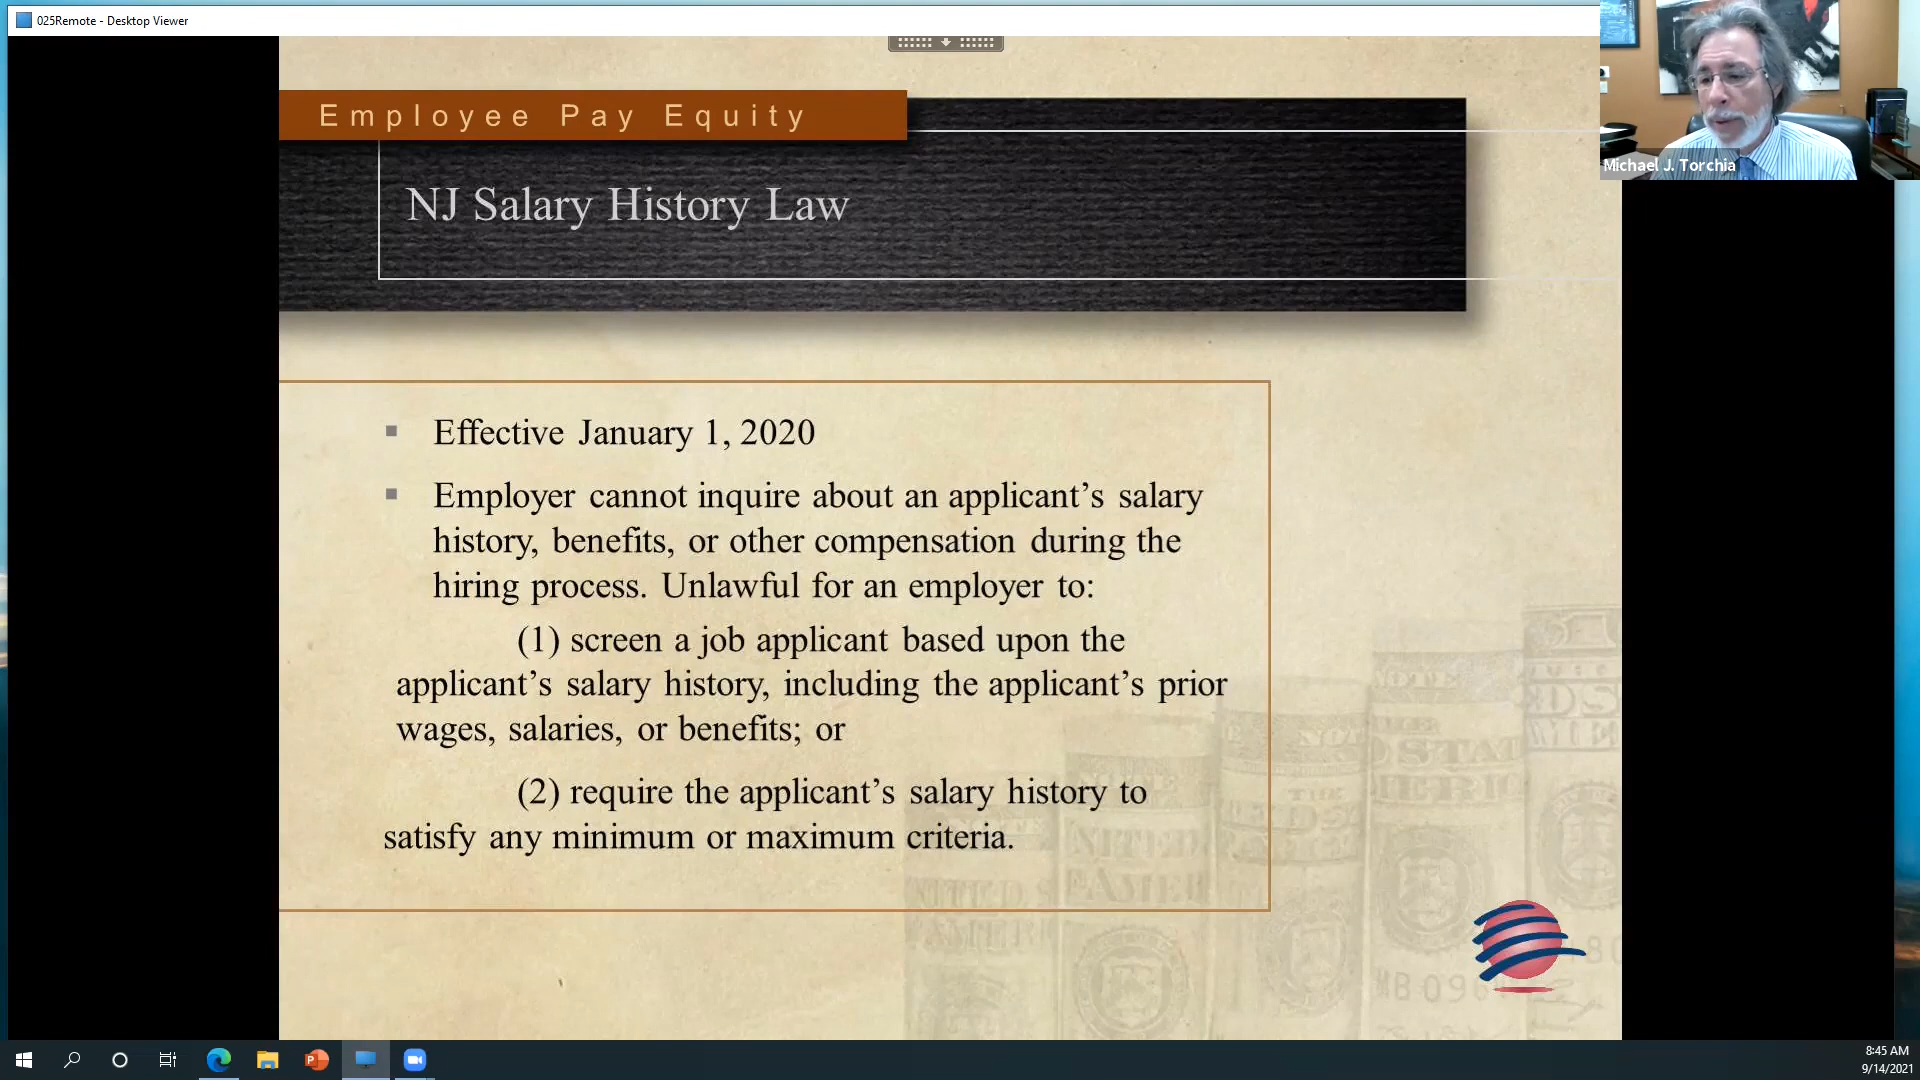 025Remote - Desktop Viewer
Employee Pay Equity
Michael J. Torchia
NJ Salary History Law
▪ Effective January 1, 2020
▪ Employer cannot inquire about an applicant’s salary
history, benefits, or other compensation during the
hiring process. Unlawful for an employer to:
(1) screen a job applicant based upon the
applicant’s salary history, including the applicant’s prior
wages, salaries, or benefits; or
(2) require the applicant’s salary history to
satisfy any minimum or maximum criteria.
8:45 AM
9/14/2021